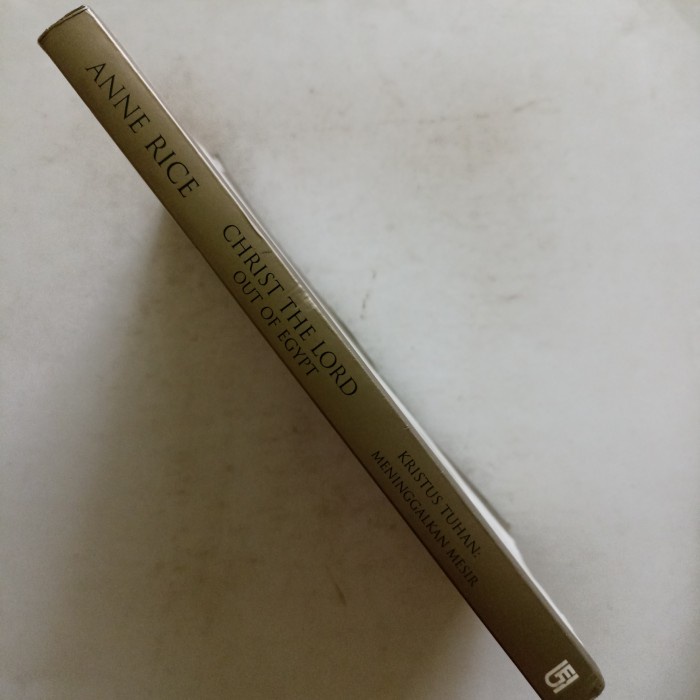 ANNE RICE
CHRIST THE LORD
OUT OF EGYPT
KRISTUS TUHAN:
MENINGGALKAN MESIR